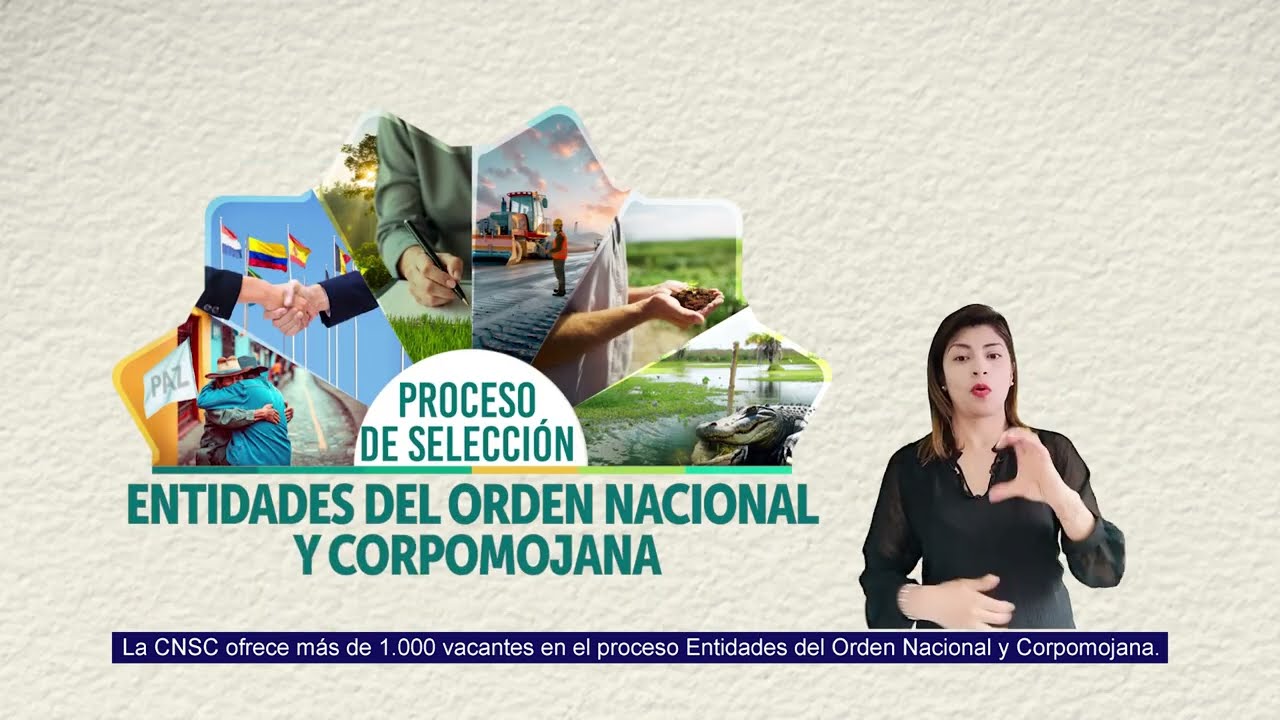 PAZ
PROCESO
DE SELECCIÓN
ENTIDADES DEL ORDEN NACIONAL
Y CORPOMOJANA
La CNSC ofrece más de 1.000 vacantes en el proceso Entidades del Orden Nacional y Corpomojana.